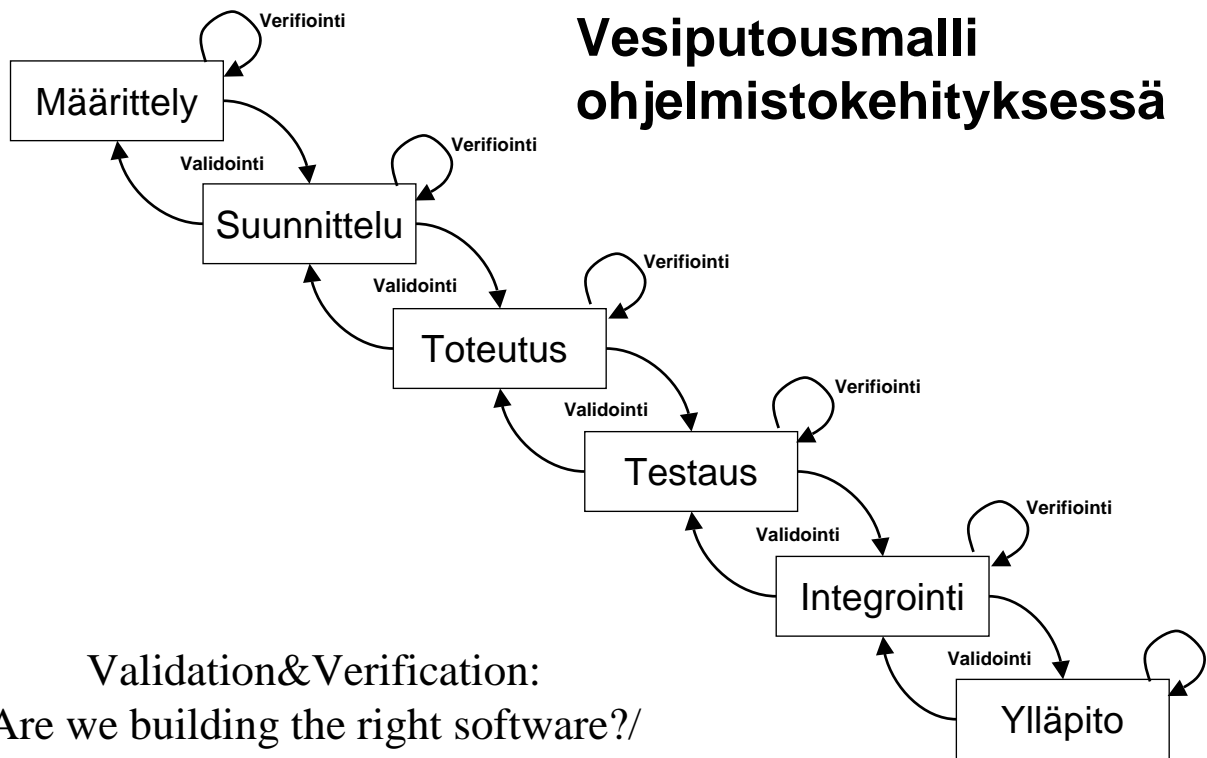 Vesiputousmalli
ohjelmistokehityksessä
Verifiointi
Määrittely
Validointi
Verifiointi
Suunnittelu
Validointi
Verifiointi
Toteutus
Validointi
Verifiointi
Testaus
Validointi
Verifiointi
Integrointi
Validointi
Ylläpito
Validation&Verification:
Are we building the right software?/